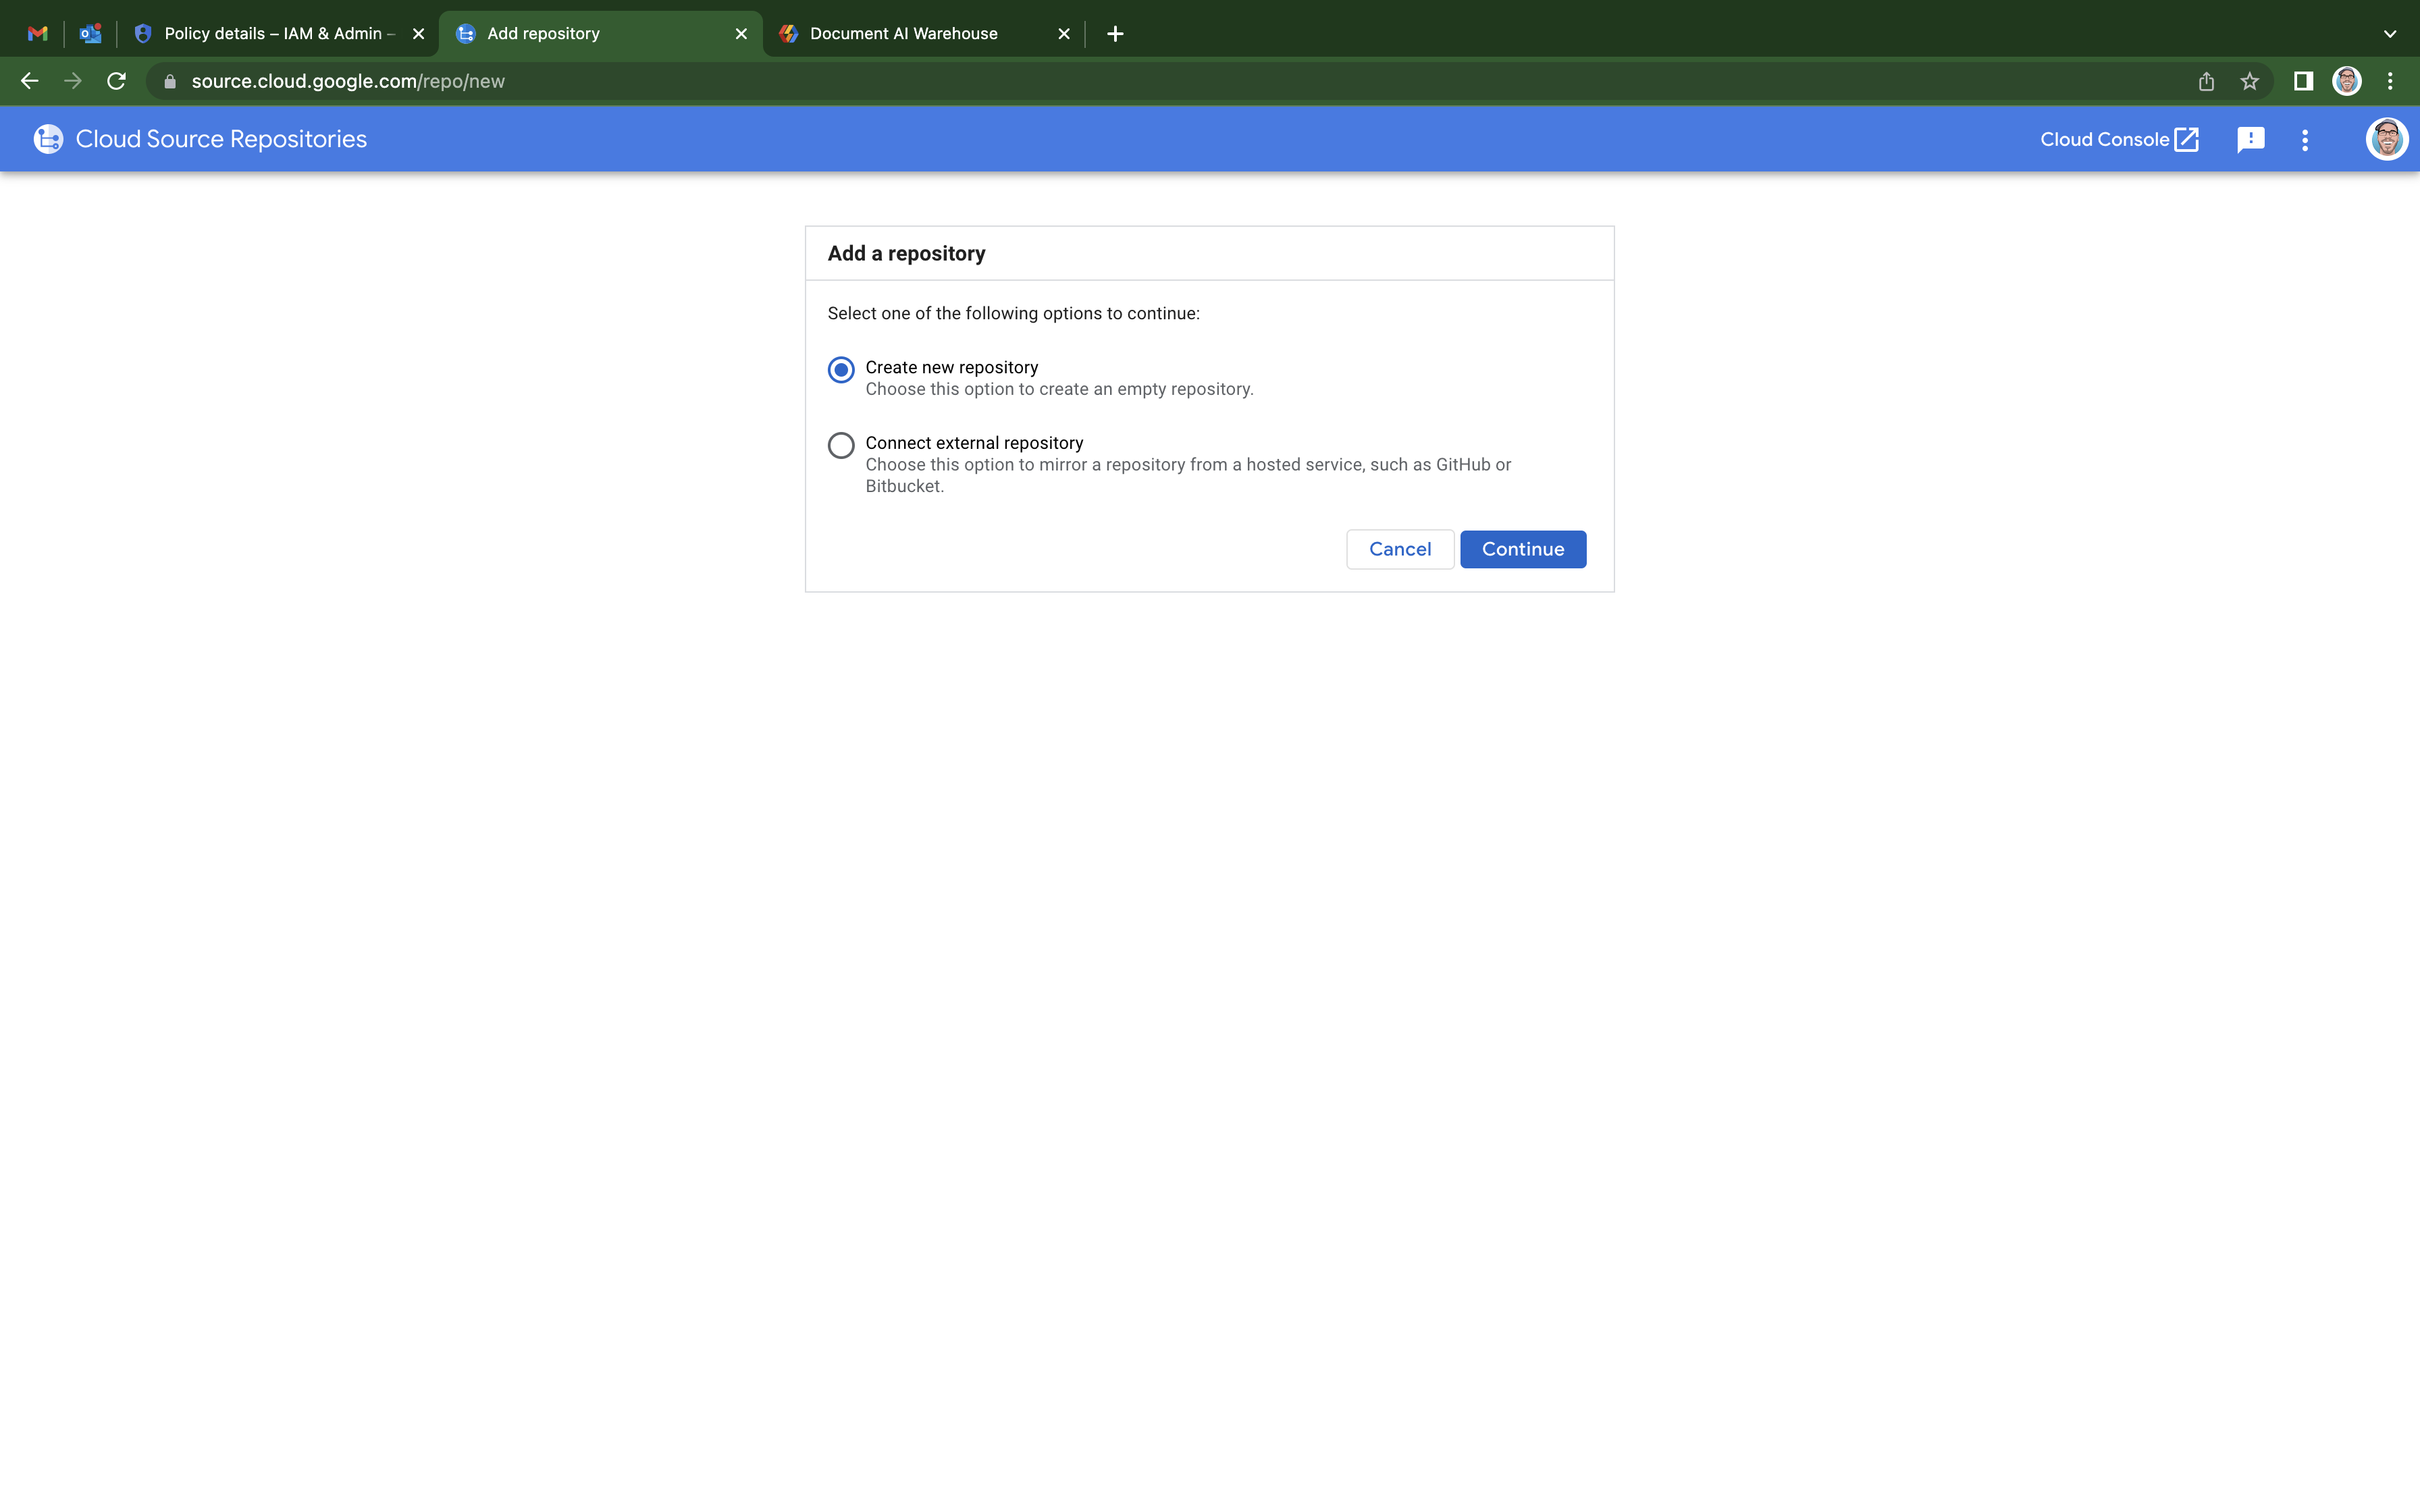 Policy details – IAM & Admin –
Add repository
Document AI Warehouse
source.cloud.google.com/repo/new
Cloud Source Repositories
Cloud Console
Add a repository
Select one of the following options to continue:
Create new repository
Choose this option to create an empty repository.
Connect external repository
Choose this option to mirror a repository from a hosted service, such as GitHub or
Bitbucket.
Cancel
Continue